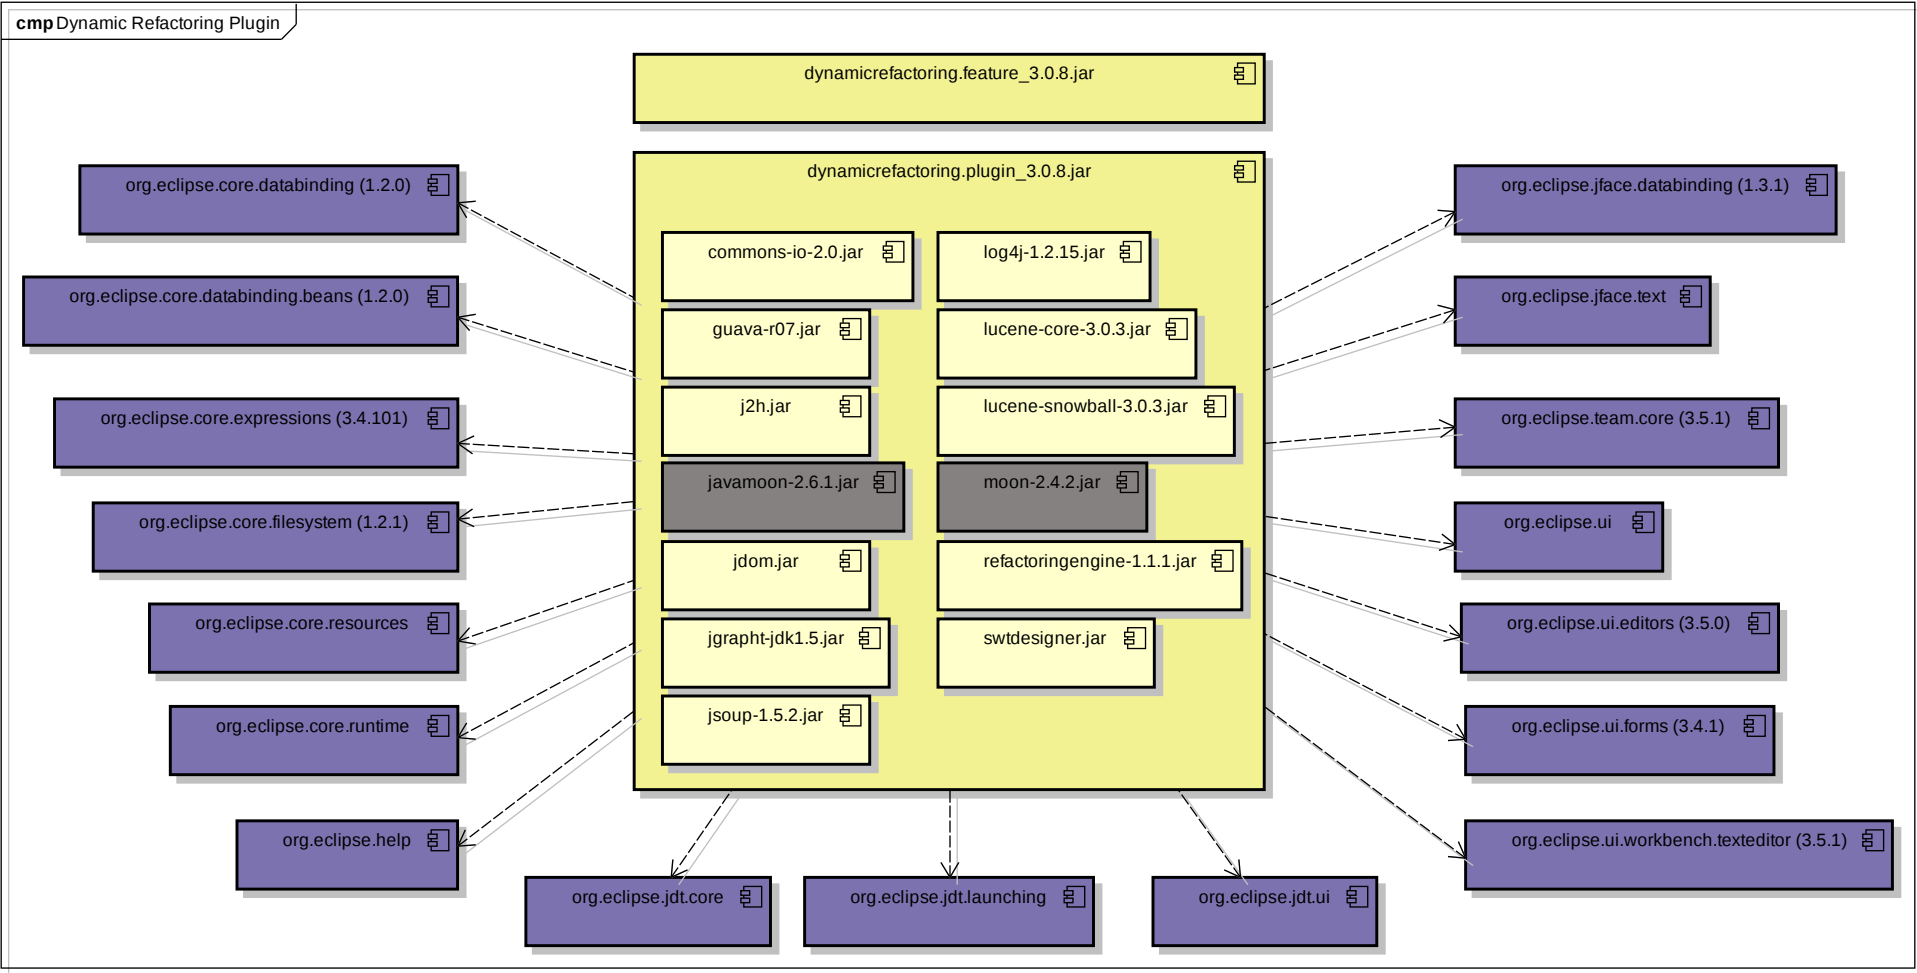 cmp Dynamic Refactoring Plugin
dynamicrefactoring.feature_3.0.8.jar
dynamicrefactoring.plugin_3.0.8.jar
org.eclipse.core.databinding (1.2.0)
org.eclipse.core.databinding.beans (1.2.0)
org.eclipse.core.expressions (3.4.101)
org.eclipse.core.filesystem (1.2.1)
org.eclipse.core.resources
org.eclipse.core.runtime
org.eclipse.help
commons-io-2.0.jar
guava-r07.jar
j2h.jar
javamoon-2.6.1.jar
jdom.jar
jgrapht-jdk1.5.jar
jsoup-1.5.2.jar
log4j-1.2.15.jar
lucene-core-3.0.3.jar
lucene-snowball-3.0.3.jar
moon-2.4.2.jar
refactoringengine-1.1.1.jar
swtdesigner.jar
org.eclipse.jface.databinding (1.3.1)
org.eclipse.jface.text
org.eclipse.team.core (3.5.1)
org.eclipse.ui
org.eclipse.ui.editors (3.5.0)
org.eclipse.ui.forms (3.4.1)
org.eclipse.ui.workbench.texteditor (3.5.1)
org.eclipse.jdt.core
org.eclipse.jdt.launching
org.eclipse.jdt.ui